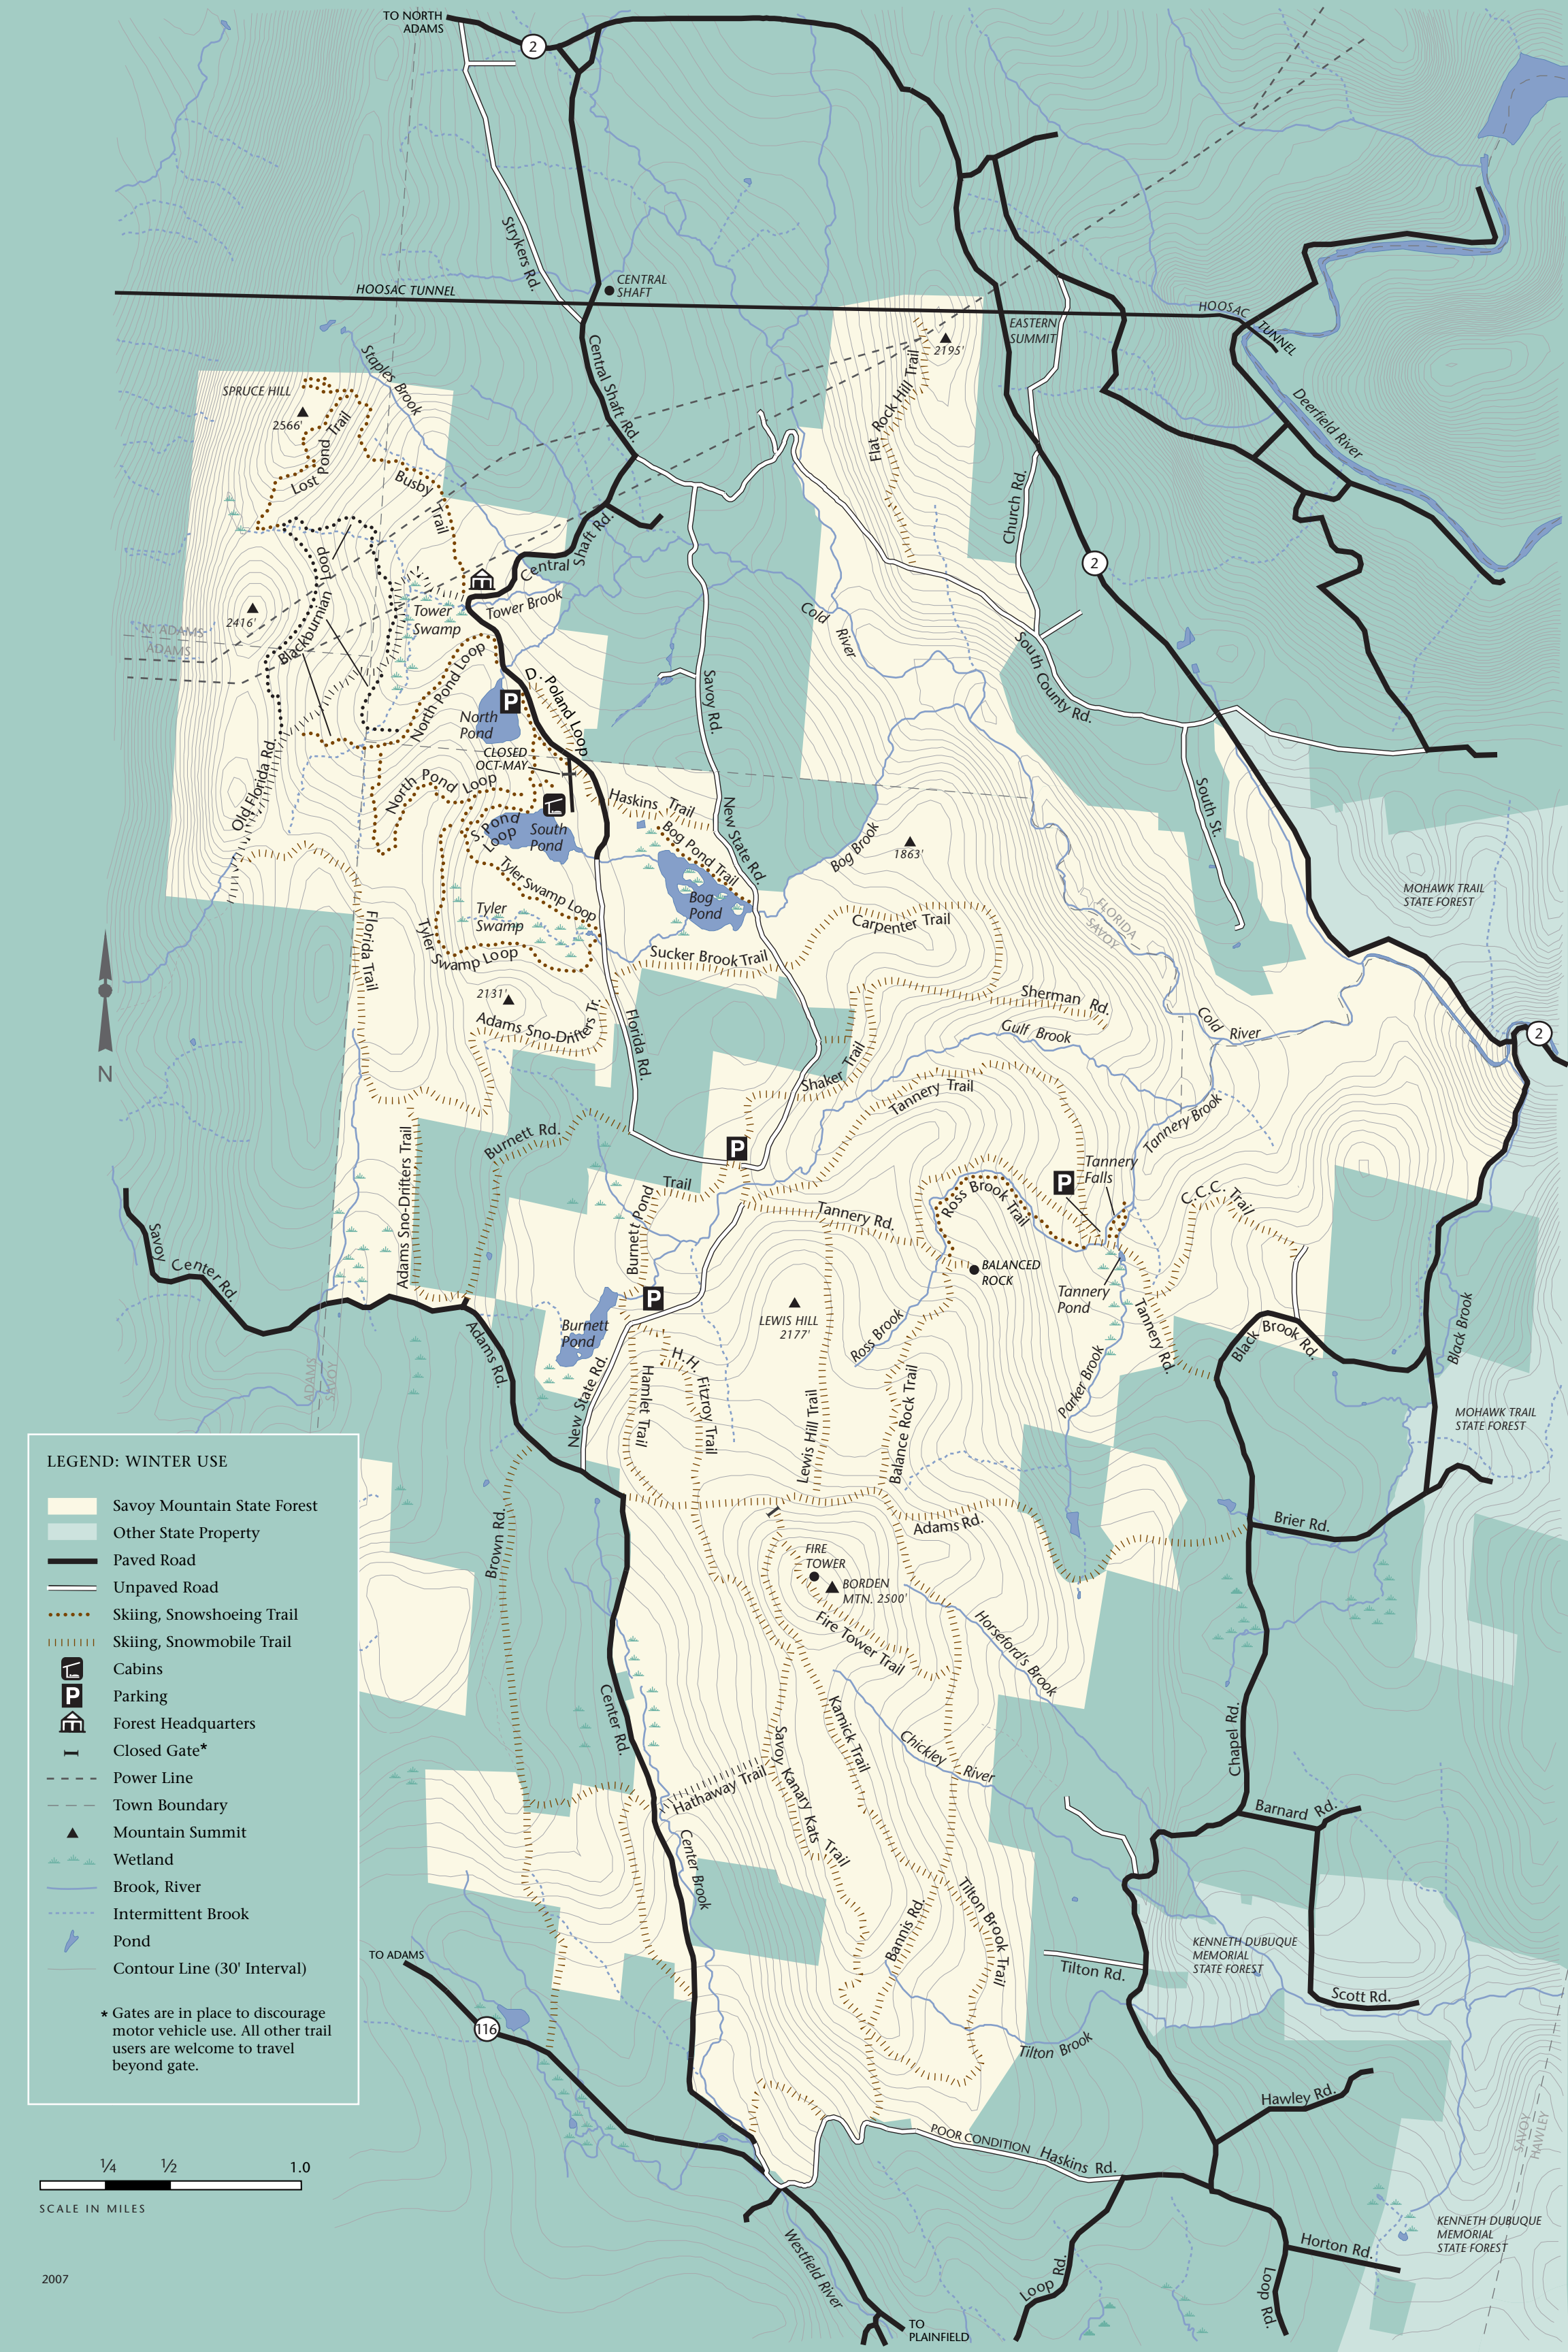 TO NORTH
ADAMS
2
Strykers Rd.
CENTRAL
SHAFT
HOOSAC TUNNEL
HOOSAC
TUNNEL
EASTERN
SUMMIT
2195'
Flat Rock Hill Trail
Central Shaft Rd.
Staples Brook
SPRUCE HILL
2566'
Lost Pond Trail
Busby Trail
Deerfield River
Church Rd.
2
Central Shaft Rd.
Loop
Blackburnian
Tower
Swamp
Tower Brook
2416'
N. ADAMS
ADAMS
Cold
River
South County Rd.
North Pond Loop
D. Poland Loop
North
Pond
P
Savoy Rd.
CLOSED
OCT-MAY
Old Florida Rd.
North Pond Loop
Haskins Trail
New State Rd.
South St.
S. Pond
Loop
South
Pond
Bog Pond Trail
Bog Brook
1863'
Bog
Pond
MOHAWK TRAIL
STATE FOREST
Tyler Swamp Loop
Tyler
Swamp
Tyler
Swamp Loop
Carpenter Trail
FLORIDA
SAVOY
Florida Trail
Sucker Brook Trail
2131'
Adams Sno-Drifters Tr.
Florida Rd.
Sherman Rd.
Gulf Brook
Cold River
2
N
Shaker Trail
Tannery Trail
Tannery Brook
Burnett Rd.
P
Tannery
Falls
P
Adams Sno-Drifters Trail
Burnett Pond
Trail
Tannery Rd.
Ross Brook Trail
C.C.C. Trail
Savoy
Center Rd.
BALANCED
ROCK
P
Tannery
Pond
Burnett
Pond
LEWIS HILL
2177'
Ross Brook
Tannery Rd.
Black Brook Rd.
Black Brook
Adams Rd.
ADAMS
SAVOY
New State Rd.
Hamlet Trail
H.H. Fitzroy Trail
Lewis Hill Trail
Balance Rock Trail
Parker Brook
MOHAWK TRAIL
STATE FOREST
Brown Rd.
Adams Rd.
Brier Rd.
FIRE
TOWER
BORDEN
MTN. 2500'
Fire Tower Trail
Horseford's Brook
Center Rd.
Kamick Trail
Chickley River
Chapel Rd.
Savoy Kanary Kats Trail
Hathaway Trail
Barnard Rd.
Center Brook
Tilton Brook Trail
Bannis Rd.
KENNETH DUBUQUE
MEMORIAL
STATE FOREST
Tilton Rd.
Scott Rd.
TO ADAMS
116
Tilton Brook
Hawley Rd.
POOR CONDITION
Haskins Rd.
SAVOY
HAWLEY
KENNETH DUBUQUE
MEMORIAL
STATE FOREST
Horton Rd.
Loop Rd.
Loop Rd.
Westfield River
TO
PLAINFIELD
LEGEND: WINTER USE
Savoy Mountain State Forest
Other State Property
Paved Road
Unpaved Road
Skiing, Snowshoeing Trail
Skiing, Snowmobile Trail
Cabins
P Parking
Forest Headquarters
Closed Gate*
Power Line
Town Boundary
Mountain Summit
Wetland
Brook, River
Intermittent Brook
Pond
Contour Line (30' Interval)
* Gates are in place to discourage
motor vehicle use. All other trail
users are welcome to travel
beyond gate.
¼ ½ 1.0
SCALE IN MILES
2007